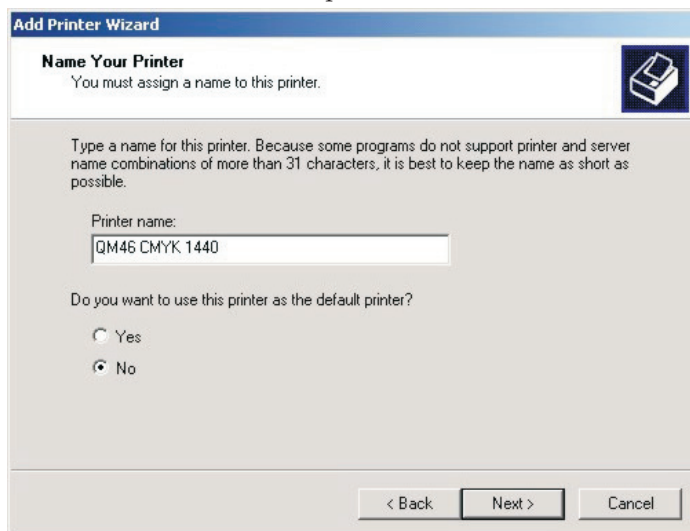 Add Printer Wizard
Name Your Printer
You must assign a name to this printer.
Type a name for this printer. Because some programs do not support printer and server
name combinations of more than 31 characters, it is best to keep the name as short as
possible.
Printer name:
QM46 CMYK 1440
Do you want to use this printer as the default printer?
Yes
No
< Back Next > Cancel